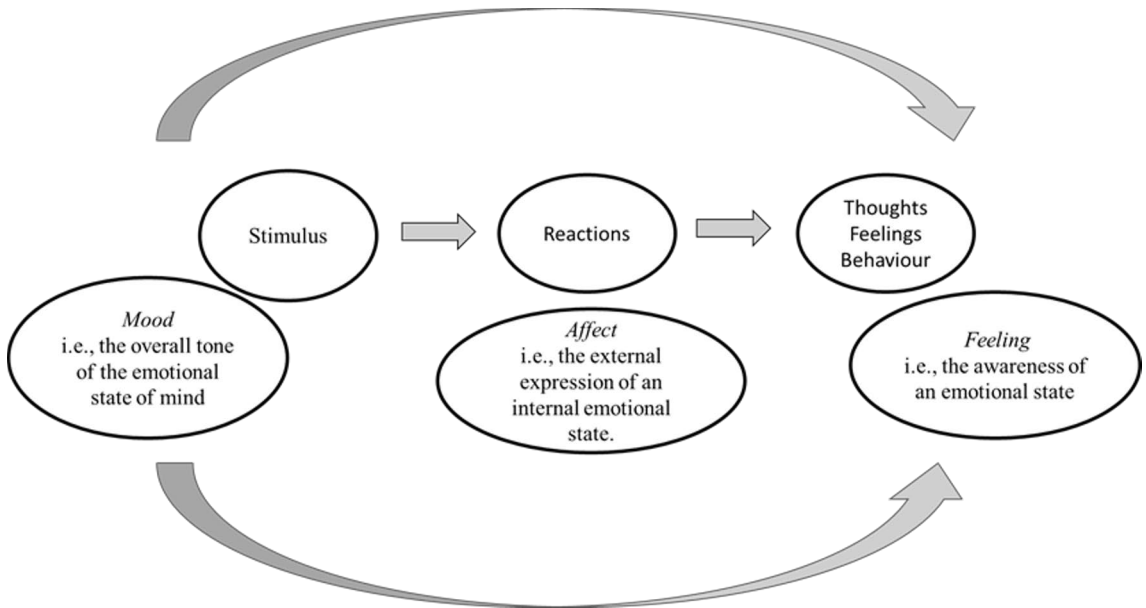 Stimulus
Reactions
Thoughts
Feelings
Behaviour
Mood
i.e., the overall tone
of the emotional
state of mind
Affect
i.e., the external
expression of an
internal emotional
state.
Feeling
i.e., the awareness of
an emotional state